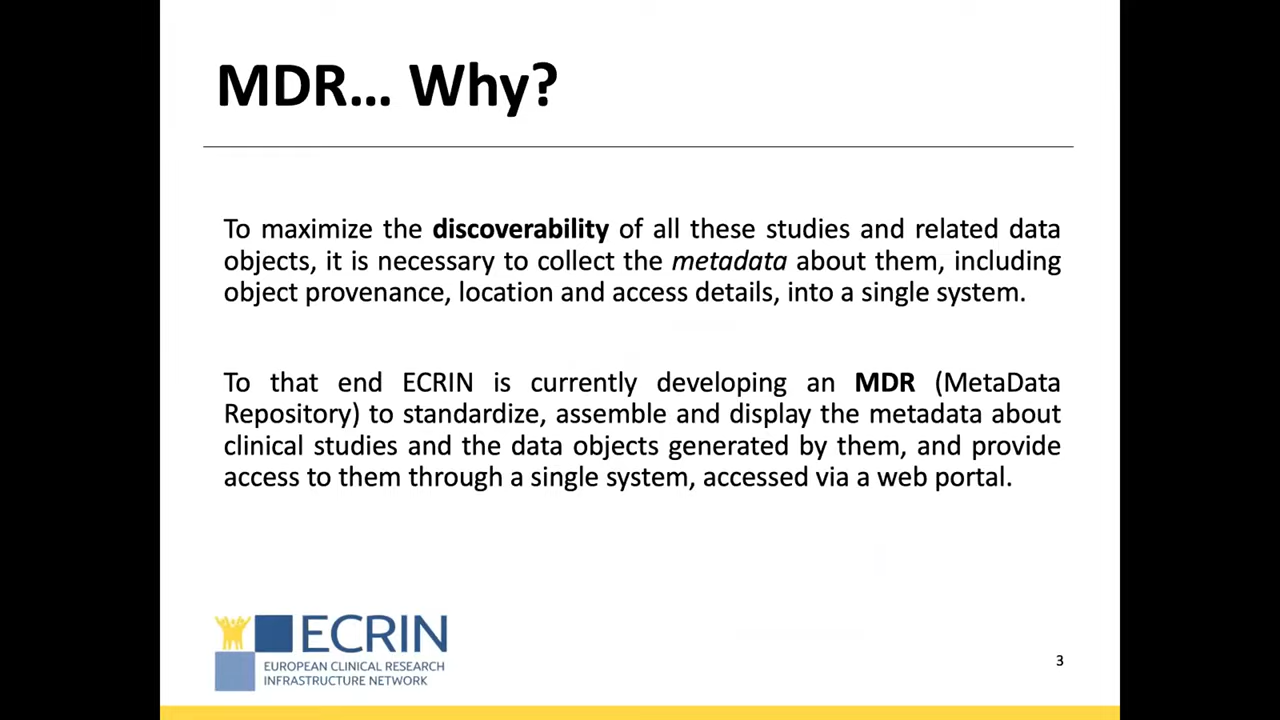 MDR... Why?
To maximize the discoverability of all these studies and related data
objects, it is necessary to collect the metadata about them, including
object provenance, location and access details, into a single system.
To that end ECRIN is currently developing an MDR (MetaData
Repository) to standardize, assemble and display the metadata about
clinical studies and the data objects generated by them, and provide
access to them through a single system, accessed via a web portal.
ECRIN
EUROPEAN CLINICAL RESEARCH
INFRASTRUCTURE NETWORK
3